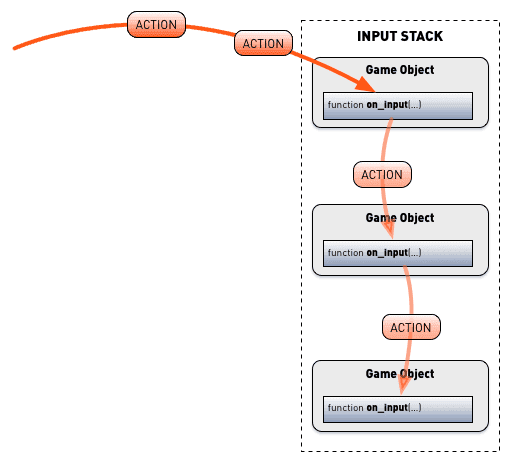 ACTION
ACTION
INPUT STACK
Game Object
function on_input(...)
ACTION
Game Object
function on_input(...)
ACTION
Game Object
function on_input(...)